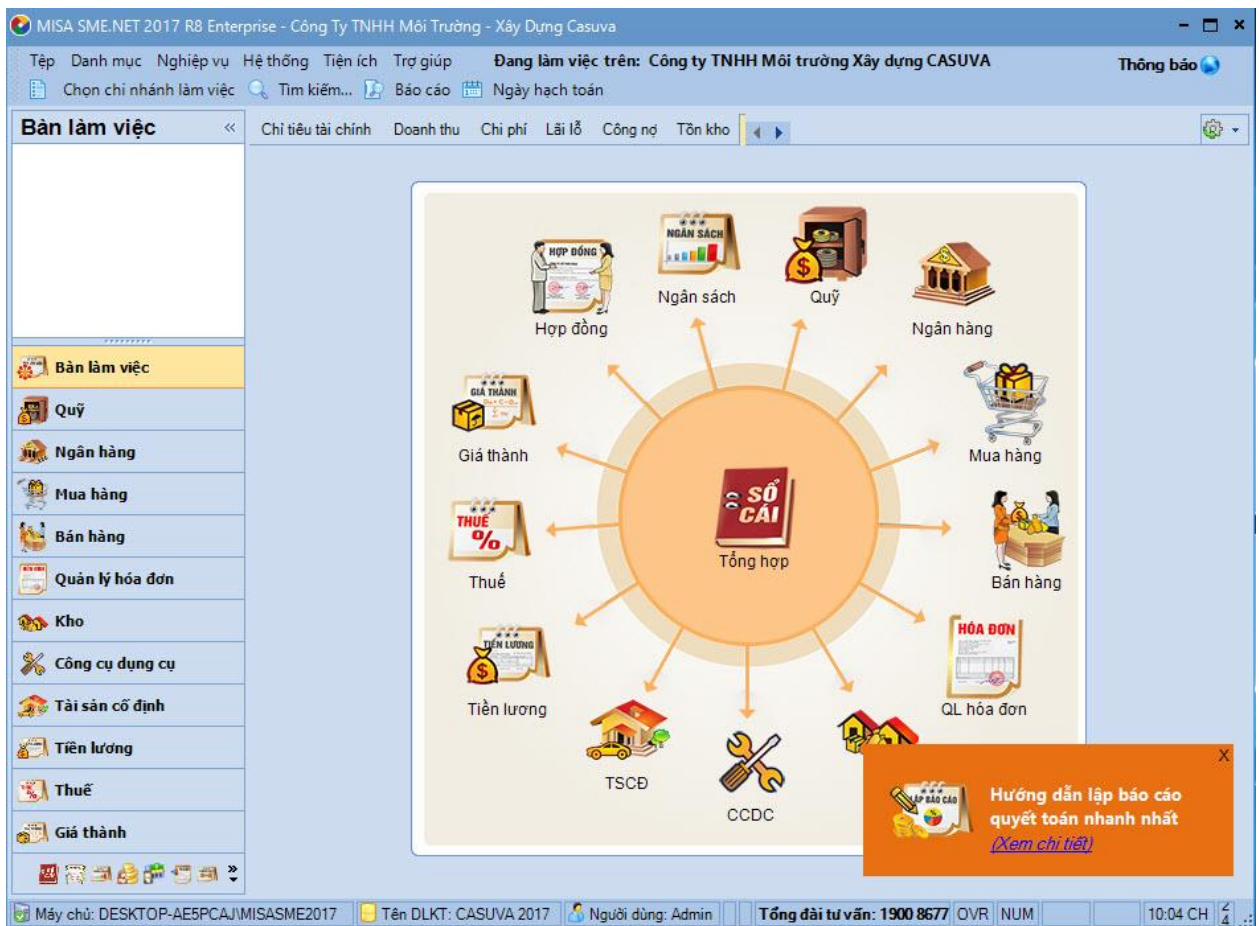 MISA SME.NET 2017 R8 Enterprise - Công Ty TNHH Môi Trường - Xây Dựng Casuva
Tệp Danh mục Nghiệp vụ Hệ thống Tiện ích Trợ giúp Đang làm việc trên: Công ty TNHH Môi trường Xây dựng CASUVA Thông báo
Chọn chi nhánh làm việc Tìm kiếm... Báo cáo Ngày hạch toán
Bàn làm việc «
Chỉ tiêu tài chính Doanh thu Chi phí Lãi lỗ Công nợ Tồn kho
Bàn làm việc
Quỹ
Ngân hàng
Mua hàng
Bán hàng
Quản lý hóa đơn
Kho
Công cụ dụng cụ
Tài sản cố định
Tiền lương
Thuế
Giá thành
HỢP ĐỒNG
Hợp đồng
NGÂN SÁCH
Ngân sách
Quỹ
Ngân hàng
GIÁ THÀNH
Giá thành
Mua hàng
SỔ CÁI
Tổng hợp
THUẾ
%
Thuế
Bán hàng
TIỀN LƯƠNG
Tiền lương
HÓA ĐƠN
QL hóa đơn
TSCĐ
CCDC
X
LẬP BÁO CÁO
Hướng dẫn lập báo cáo
quyết toán nhanh nhất
(Xem chi tiết)
Máy chủ: DESKTOP-AE5PCAJ\MISASME2017 Tên DLKT: CASUVA 2017 Người dùng: Admin Tổng đài tư vấn: 1900 8677 OVR NUM 10:04 CH